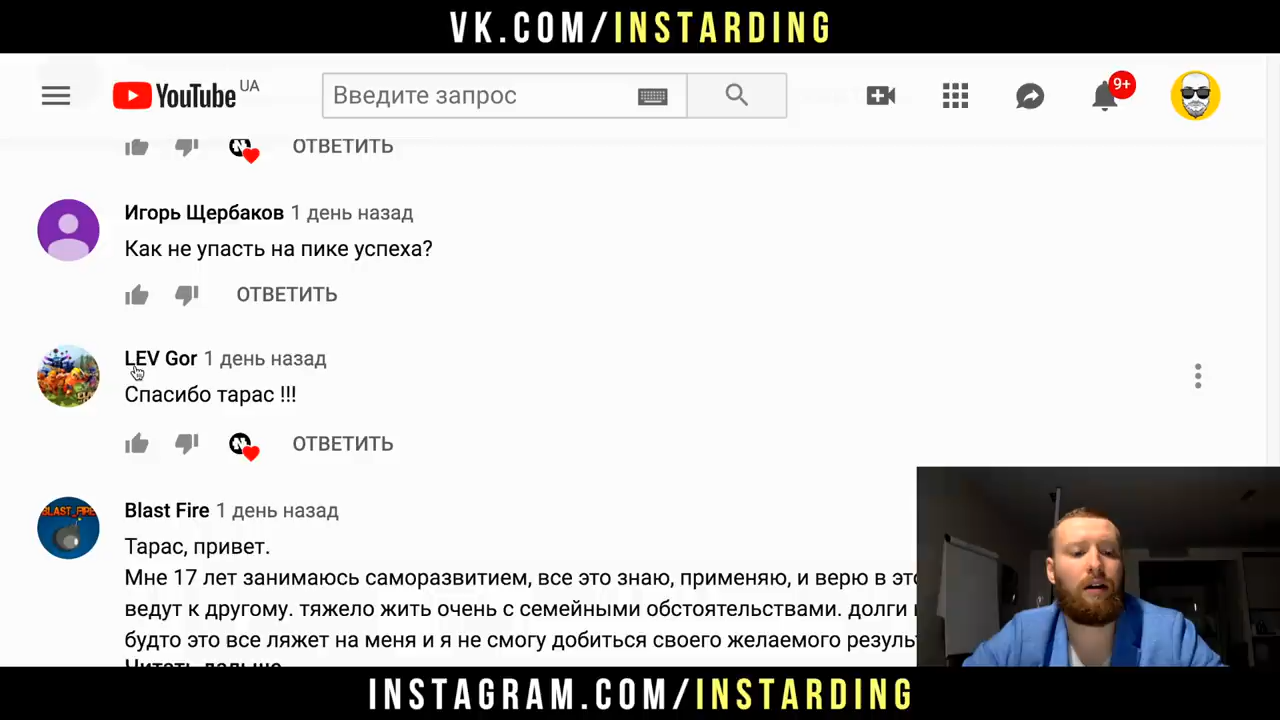 VK.COM/INSTARDING
YouTube UA
Введите запрос
9+
ОТВЕТИТЬ
Игорь Щербаков 1 день назад
Как не упасть на пике успеха?
ОТВЕТИТЬ
LEV Gor 1 день назад
Спасибо тарас !!!
ОТВЕТИТЬ
BLAST_FIRE
Blast Fire 1 день назад
Тарас, привет.
Мне 17 лет занимаюсь саморазвитием, все это знаю, применяю, и верю в
ведут к другому. тяжело жить очень с семейными обстоятельствами. долги
будто это все ляжет на меня и я не смогу добиться своего желаемого
Читать дальше
INSTAGRAM.COM/INSTARDING